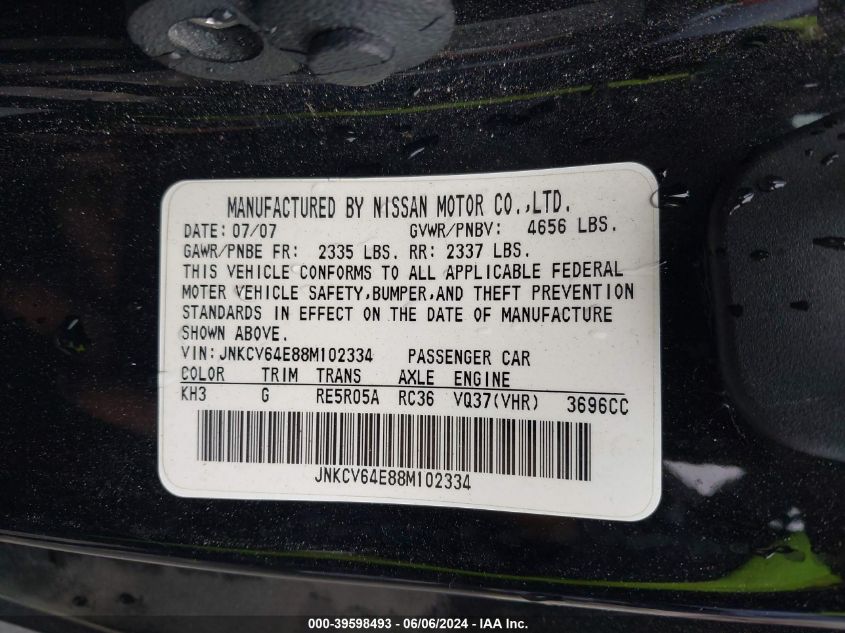 MANUFACTURED BY NISSAN MOTOR CO.,LTD.
DATE: 07/07 GVWR/PNBV: 4656 LBS.
GAWR/PNBE FR: 2335 LBS. RR: 2337 LBS.
THIS VEHICLE CONFORMS TO ALL APPLICABLE FEDERAL
MOTER VEHICLE SAFETY,BUMPER,AND THEFT PREVENTION
STANDARDS IN EFFECT ON THE DATE OF MANUFACTURE
SHOWN ABOVE.
VIN:JNKCV64E88M102334 PASSENGER CAR
COLOR TRIM TRANS AXLE ENGINE
KH3 G RE5R05A RC36 VQ37(VHR) 3696CC
JNKCV64E88M102334
000-39598493 - 06/06/2024 - IAA Inc.